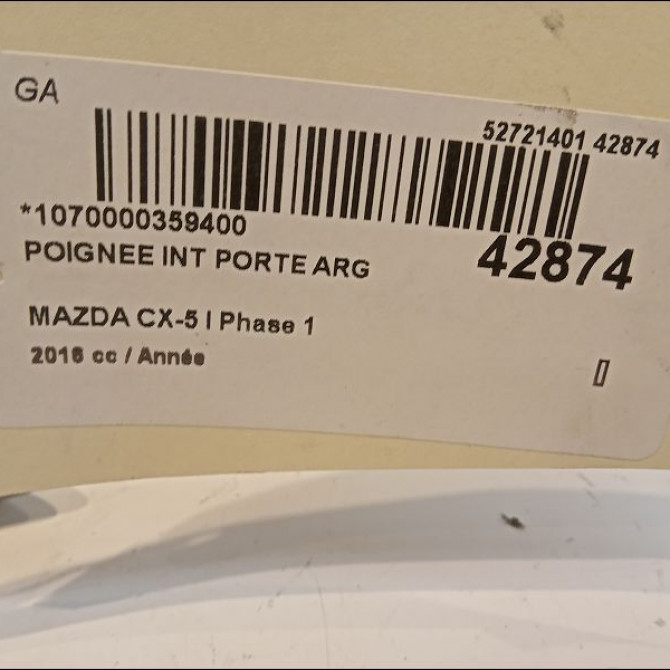 GA
52721401 42874
*1070000359400
42874
POIGNEE INT PORTE ARG
MAZDA CX-5 I Phase 1
2016 cc / Année